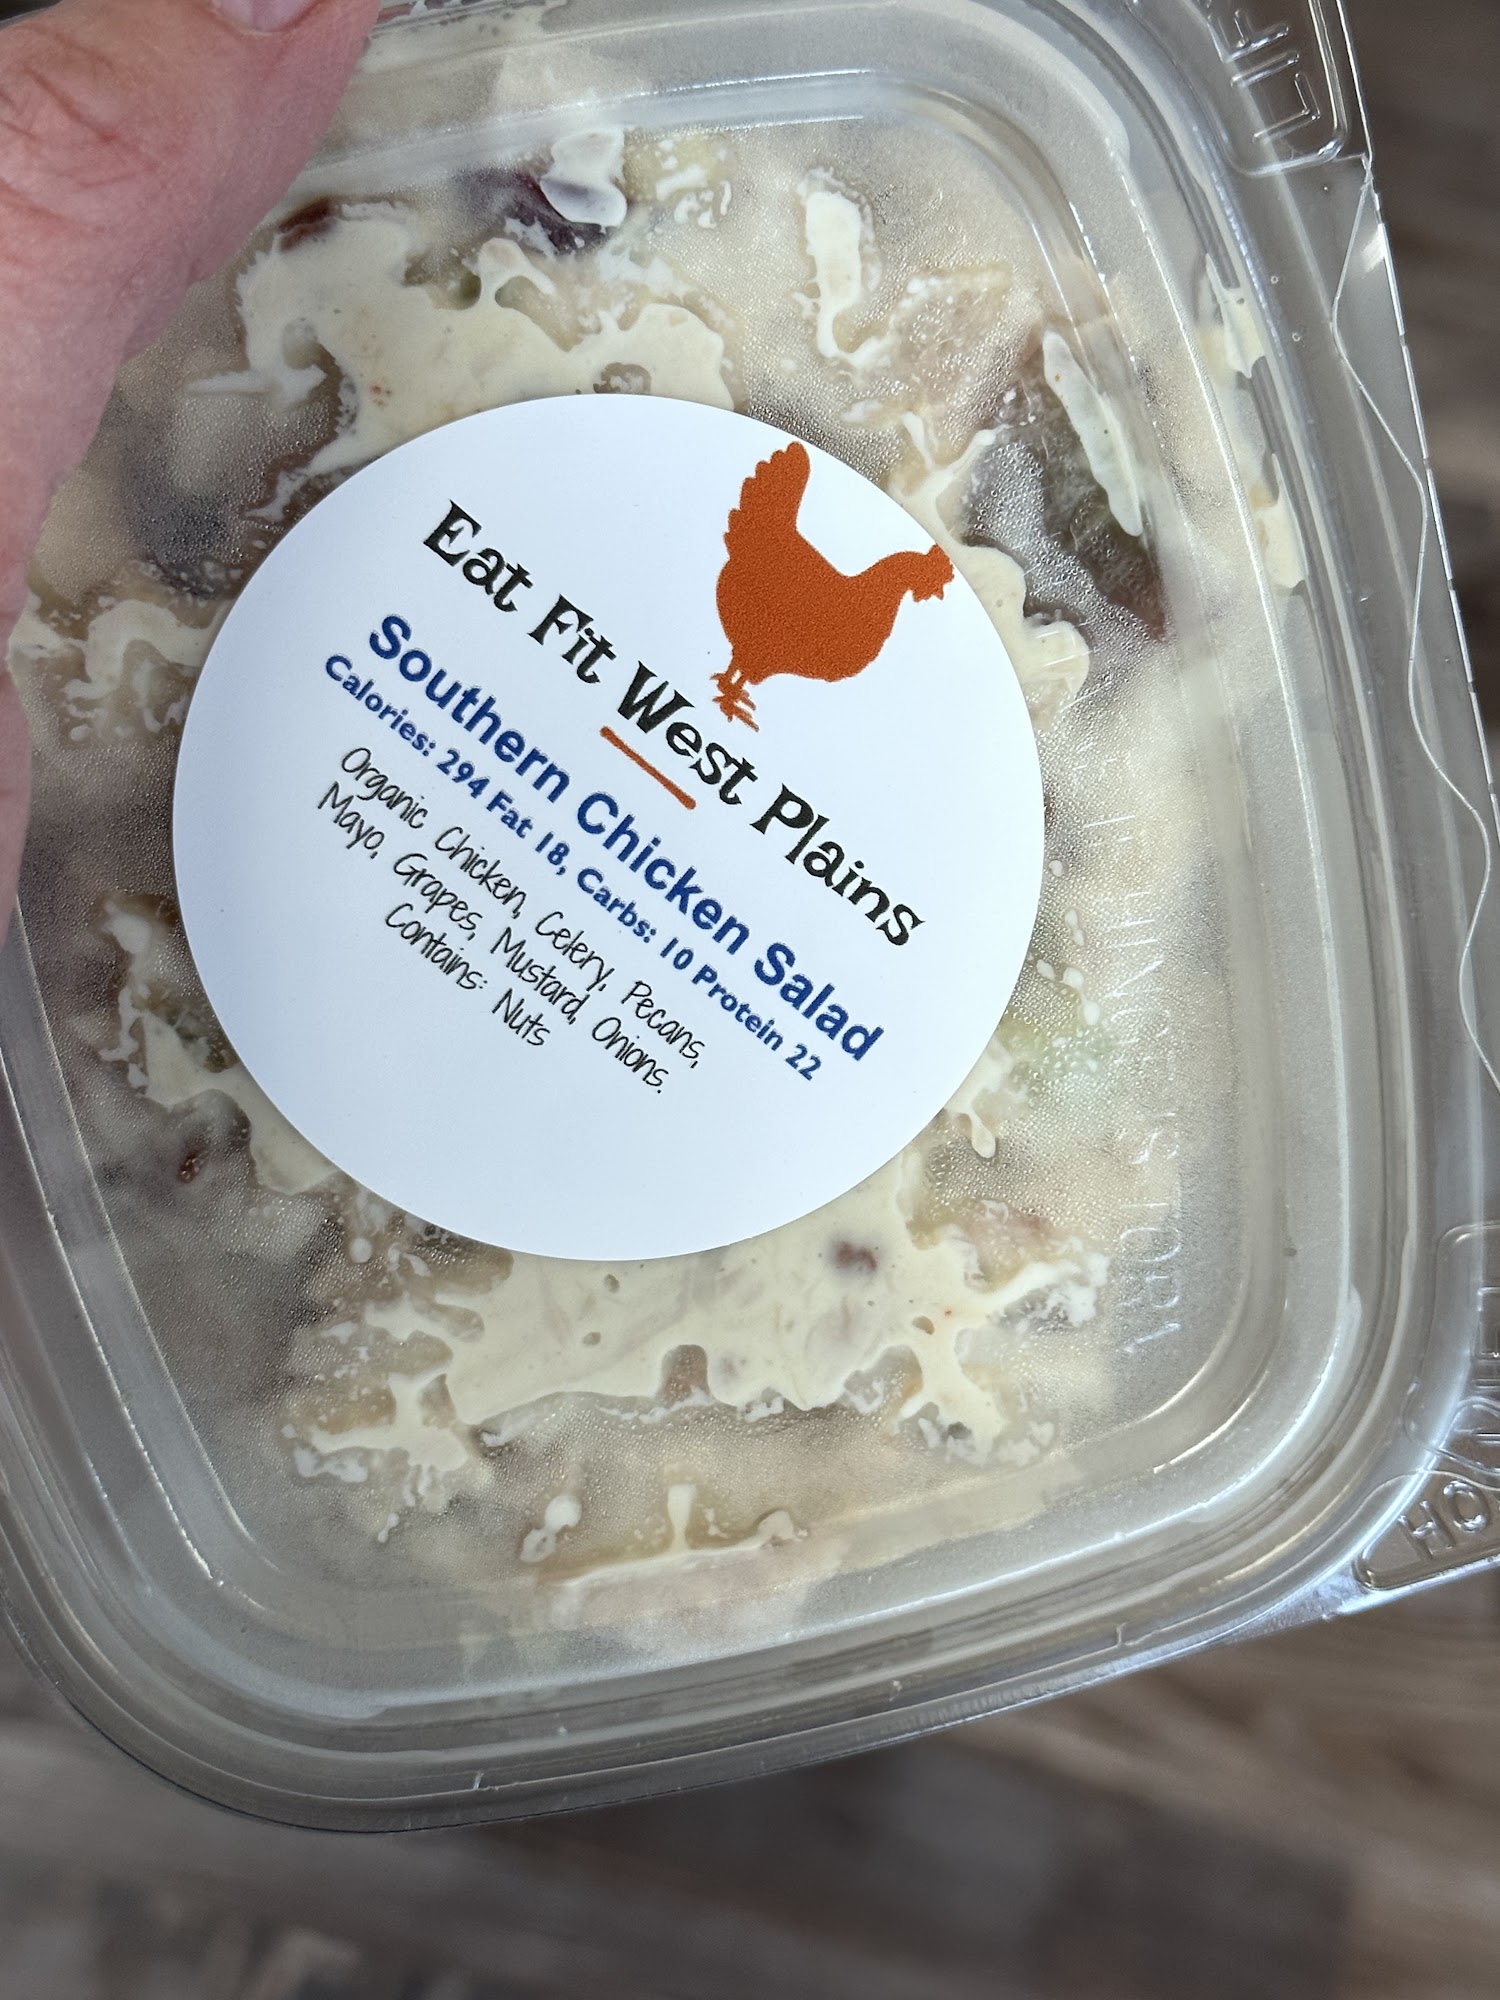 Eat Fit West Plains
Southern Chicken Salad
Calories: 294 Fat 18, Carbs: 10 Protein 22
Organic Chicken, Celery, Pecans,
Mayo, Grapes, Mustard, Onions.
Contains: Nuts